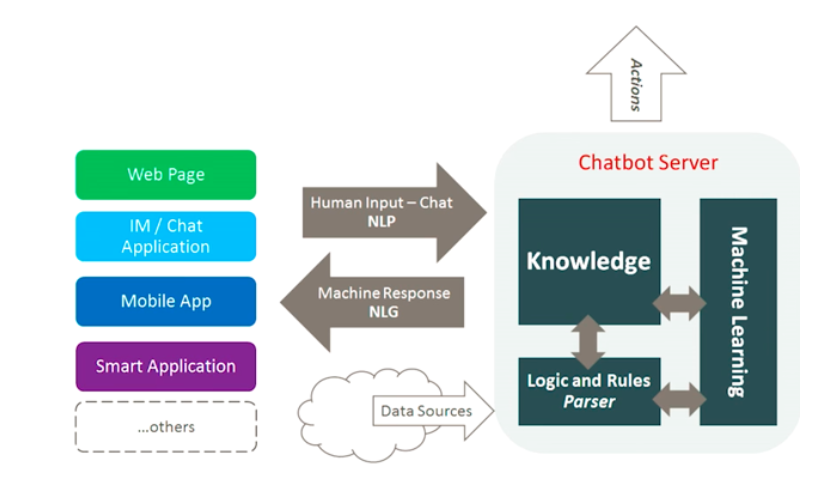 Actions
Chatbot Server
Web Page
IM / Chat
Application
Mobile App
Smart Application
...others
Human Input – Chat
NLP
Machine Response
NLG
Data Sources
Knowledge
Logic and Rules
Parser
Machine Learning